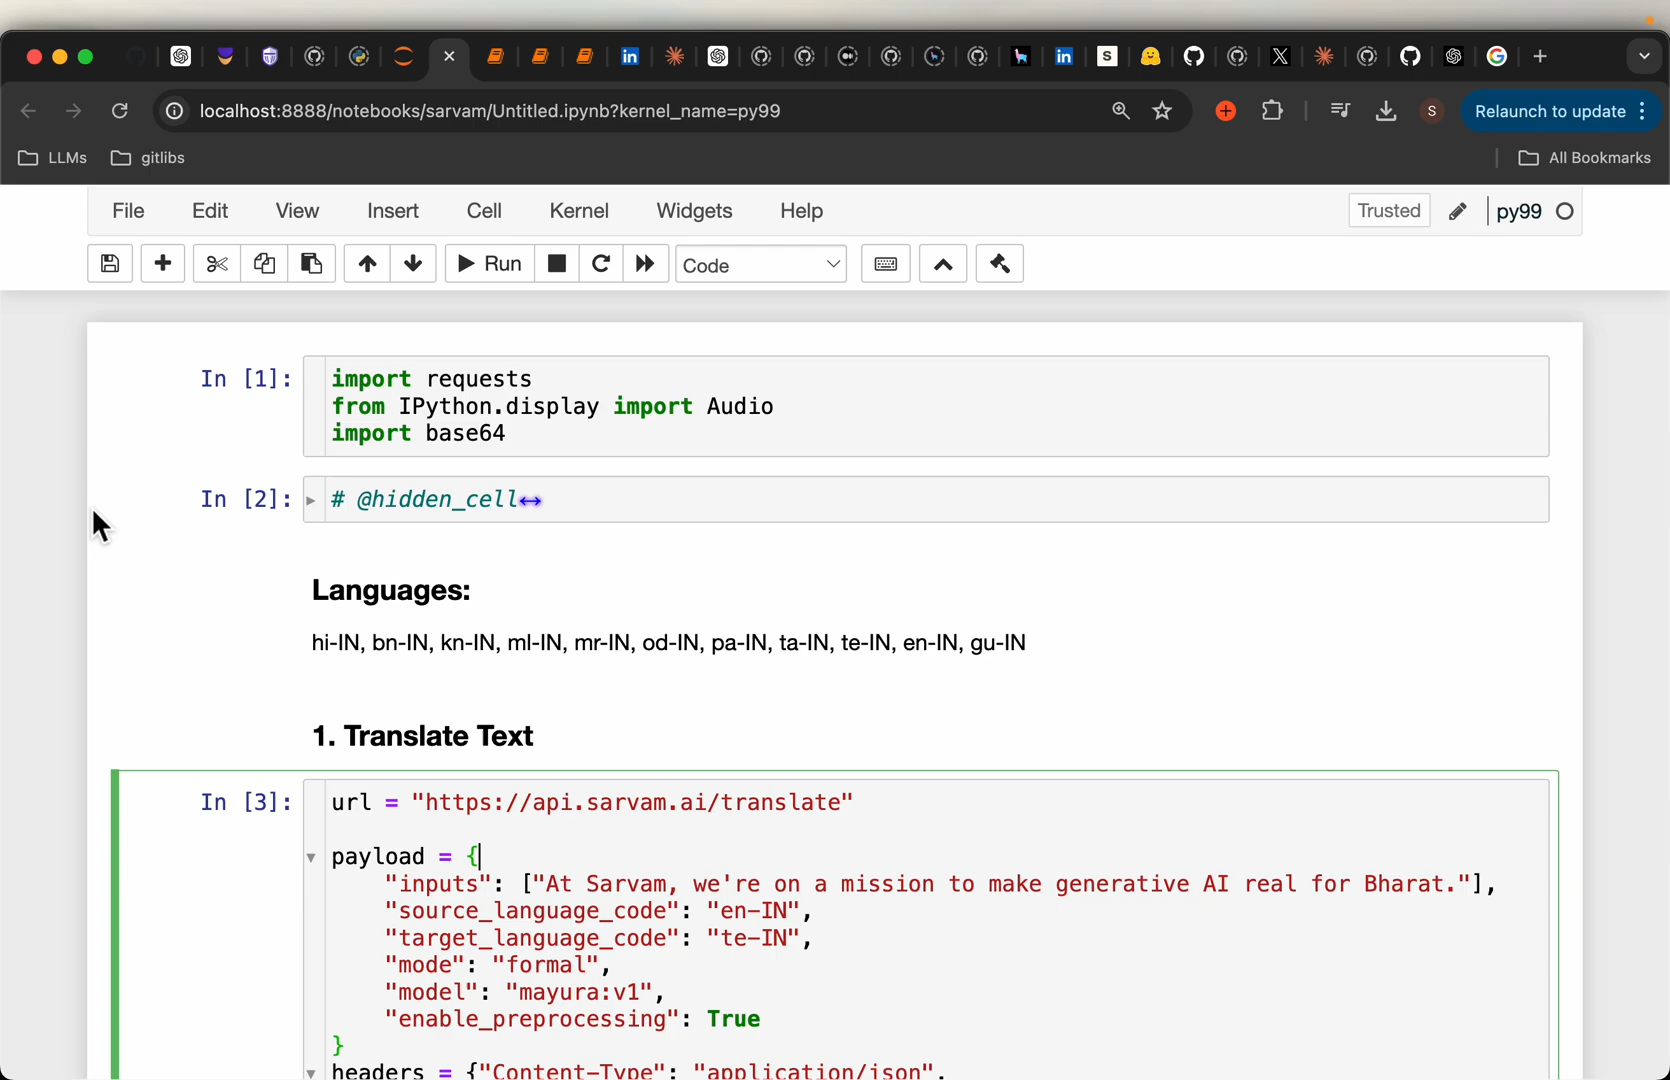 localhost:8888/notebooks/sarvam/Untitled.ipynb?kernel_name=py99
S
Relaunch to update
LLMs
gitlibs
All Bookmarks
File Edit View Insert Cell Kernel Widgets Help
Trusted
py99
Run
Code
In [1]:
import requests
from IPython.display import Audio
import base64
In [2]:
# @hidden_cell
Languages:
hi-IN, bn-IN, kn-IN, ml-IN, mr-IN, od-IN, pa-IN, ta-IN, te-IN, en-IN, gu-IN
1. Translate Text
In [3]:
url = "https://api.sarvam.ai/translate"
payload = {
"inputs": ["At Sarvam, we're on a mission to make generative AI real for Bharat."],
"source_language_code": "en-IN",
"target_language_code": "te-IN",
"mode": "formal",
"model": "mayura:v1",
"enable_preprocessing": True
}
headers = {"Content-Type": "application/json",